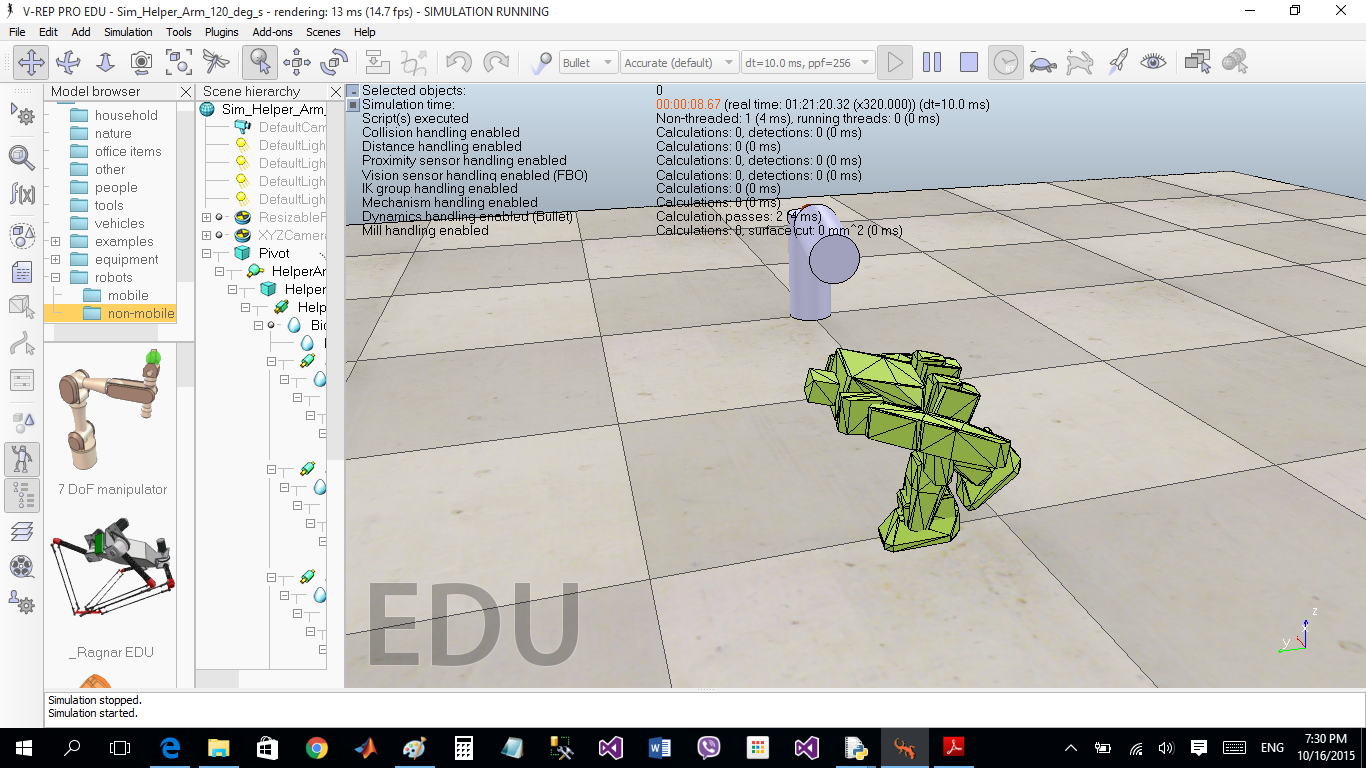 V-REP PRO EDU - Sim_Helper_Arm_120_deg_s - rendering: 13 ms (14.7 fps) - SIMULATION RUNNING
File Edit Add Simulation Tools Plugins Add-ons Scenes Help
Bullet Accurate (default) dt=10.0 ms, ppf=256
Model browser
household
nature
office items
other
people
tools
vehicles
examples
equipment
robots
mobile
non-mobile
7 DoF manipulator
_Ragnar EDU
Scene hierarchy
Sim_Helper_Arm_
DefaultCam
DefaultLigh
DefaultLigh
DefaultLigh
DefaultLigh
ResizableF
XYZCamera
Pivot
HelperAr
Helper
Help
Bio
Selected objects: 0
Simulation time: 00:00:08.67 (real time: 01:21:20.32 (x320.000)) (dt=10.0 ms)
Script(s) executed Non-threaded: 1 (4 ms), running threads: 0 (0 ms)
Collision handling enabled Calculations: 0, detections: 0 (0 ms)
Distance handling enabled Calculations: 0 (0 ms)
Proximity sensor handling enabled Calculations: 0, detections: 0 (0 ms)
Vision sensor handling enabled (FBO) Calculations: 0, detections: 0 (0 ms)
IK group handling enabled Calculations: 0 (0 ms)
Mechanism handling enabled Calculations: 0 (0 ms)
Dynamics handling enabled (Bullet) Calculation passes: 2 (4 ms)
Mill handling enabled Calculations: 0, surface cut: 0 mm^2 (0 ms)
EDU
z
y
Simulation stopped.
Simulation started.
ENG
7:30 PM
10/16/2015